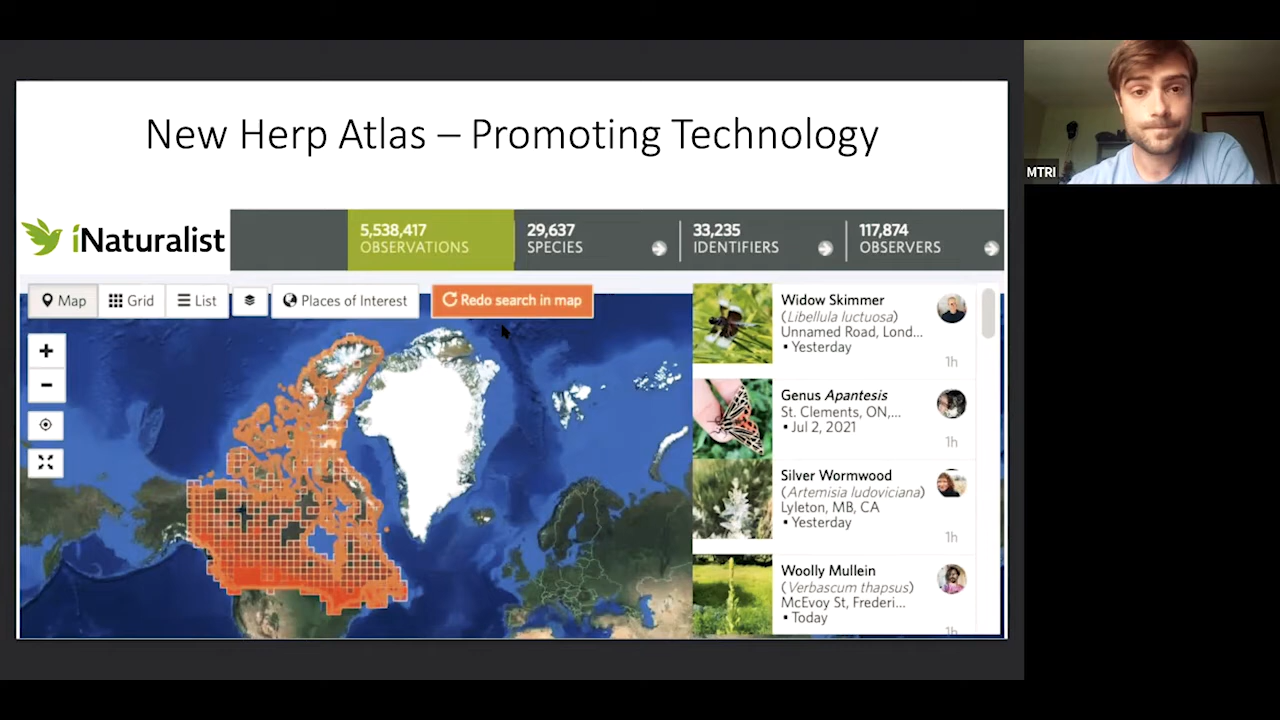 New Herp Atlas – Promoting Technology
iNaturalist
5,538,417
OBSERVATIONS
29,637
SPECIES
33,235
IDENTIFIERS
117,874
OBSERVERS
Map
Grid
List
Places of Interest
Redo search in map
+
−
Widow Skimmer
(Libellula luctuosa)
Unnamed Road, Lond...
▪ Yesterday
1h
Genus Apantesis
St. Clements, ON,...
▪ Jul 2, 2021
1h
Silver Wormwood
(Artemisia ludoviciana)
Lyleton, MB, CA
▪ Yesterday
1h
Woolly Mullein
(Verbascum thapsus)
McEvoy St, Frederi...
▪ Today
1h
MTRI